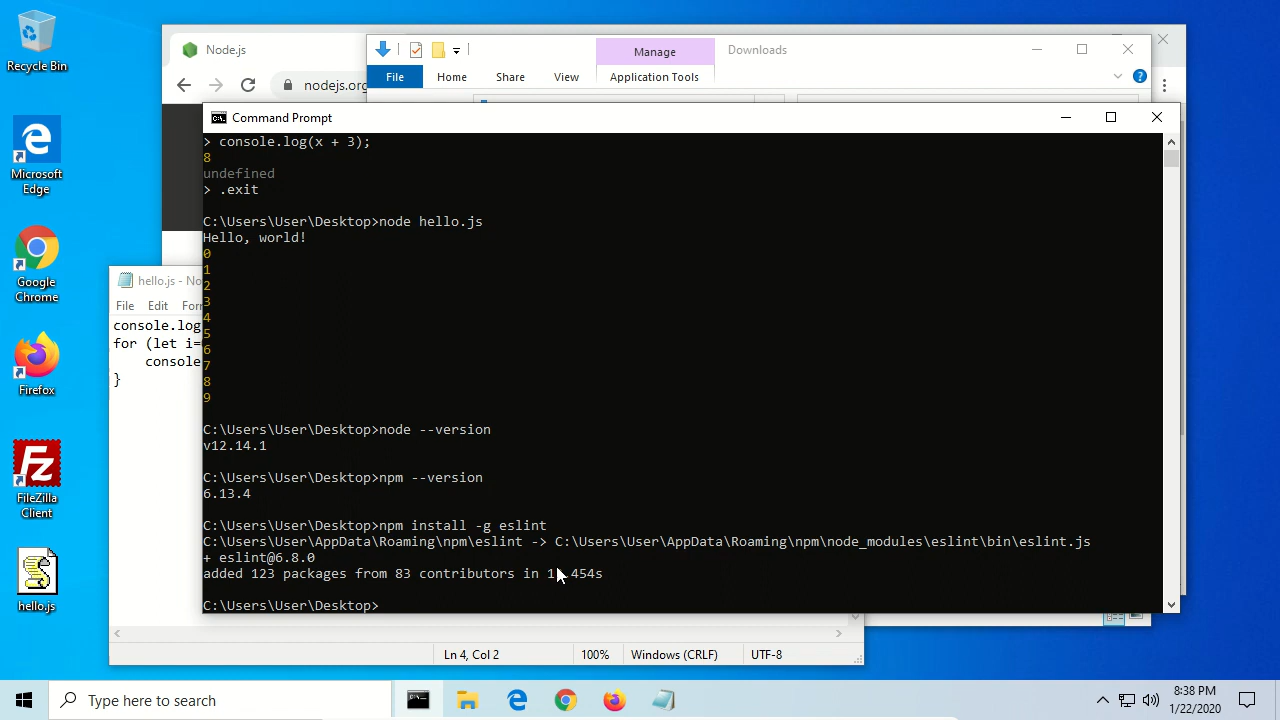 Recycle Bin
Microsoft
Edge
Google
Chrome
Firefox
FileZilla
Client
hello.js
Node.js
nodejs.org
Manage
Downloads
File
Home
Share
View
Application Tools
hello.js - No
File
Edit
For
console.log
for (let i=
console
}
Ln 4, Col 2
100%
Windows (CRLF)
UTF-8
Command Prompt
> console.log(x + 3);
8
undefined
> .exit
C:\Users\User\Desktop>node hello.js
Hello, world!
0
1
2
3
4
5
6
7
8
9
C:\Users\User\Desktop>node --version
v12.14.1
C:\Users\User\Desktop>npm --version
6.13.4
C:\Users\User\Desktop>npm install -g eslint
C:\Users\User\AppData\Roaming\npm\eslint -> C:\Users\User\AppData\Roaming\npm\node_modules\eslint\bin\eslint.js
+ eslint@6.8.0
added 123 packages from 83 contributors in
C:\Users\User\Desktop>
Type here to search
8:38 PM
1/22/2020